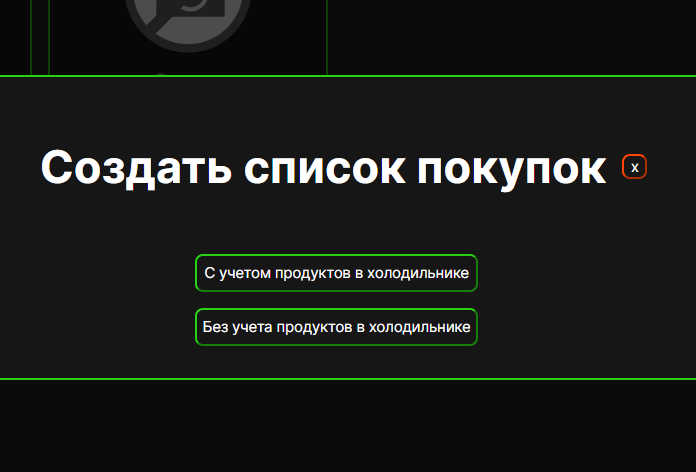 Создать список покупок x
С учетом продуктов в холодильнике
Без учета продуктов в холодильнике